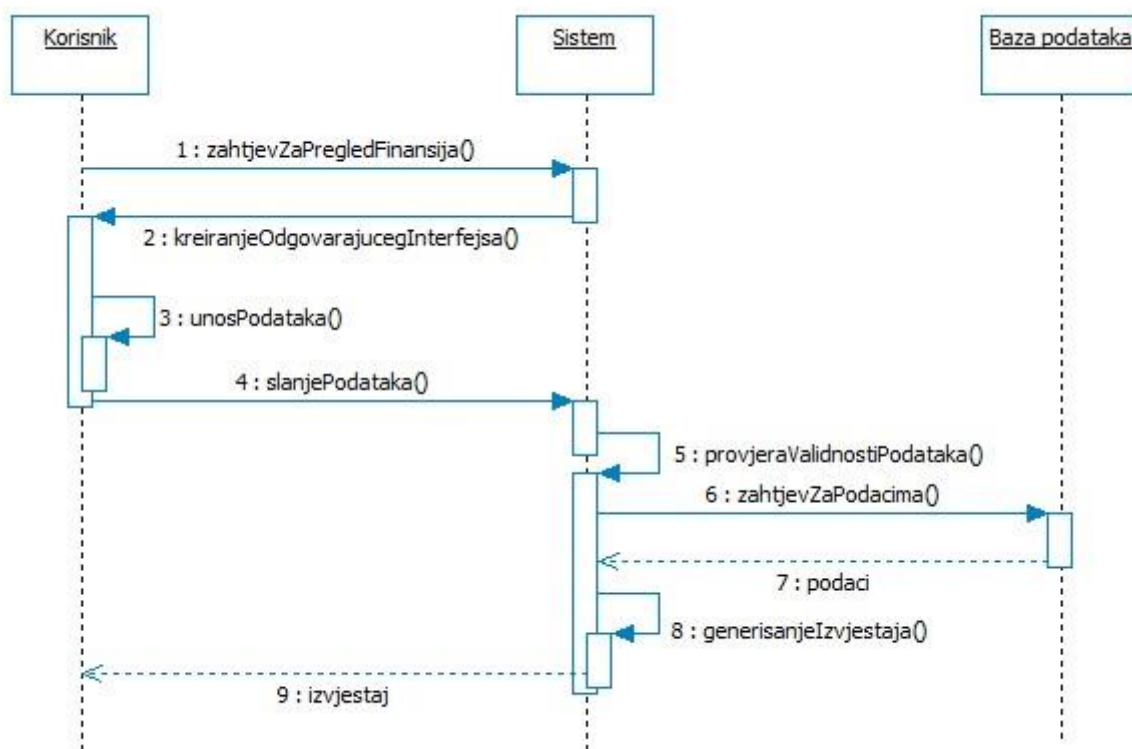 Korisnik
Sistem
Baza podataka
1 : zahtjevZaPregledFinansija()
2 : kreiranjeOdgovarajucegInterfejsa()
3 : unosPodataka()
4 : slanjePodataka()
5 : provjeraValidnostiPodataka()
6 : zahtjevZaPodacima()
7 : podaci
8 : generisanjeIzvjestaja()
9 : izvjestaj